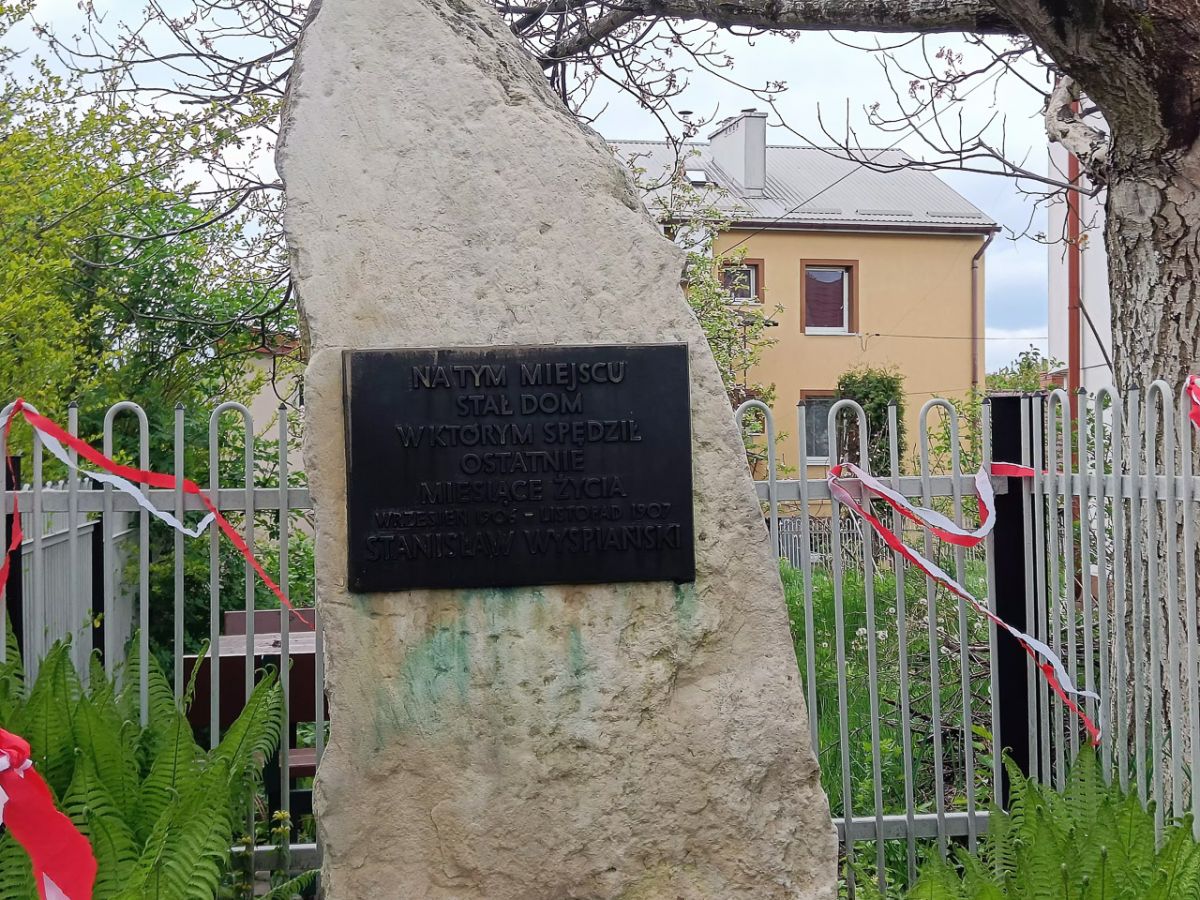 NA TYM MIEJSCU
STAŁ DOM
W KTÓRYM SPĘDZIŁ
OSTATNIE
MIESIĄCE ŻYCIA
WRZESIEŃ 1906 - LISTOPAD 1907
STANISŁAW WYSPIAŃSKI